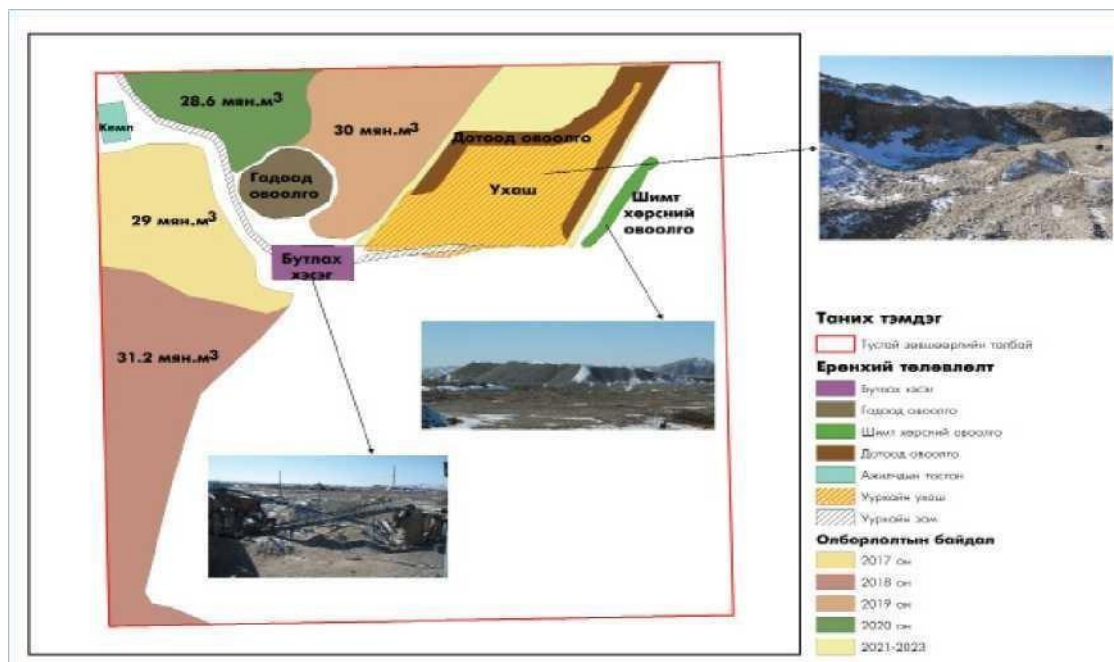 28.6 мян.м³
Кемп
30 мян.м³
Дотоод овоолго
Гадаад
овоолго
Ухаш
Шимт
хөрсний
овоолго
29 мян.м³
Бутлах
хэсэг
31.2 мян.м³
Таних тэмдэг
Тусгай зөвшөөрлийн талбай
Ерөнхий төлөвлөлт
Бутлах хэсэг
Гадаад овоолго
Шимт хөрсний овоолго
Дотоод овоолго
Ажилчдын тосгон
Уурхайн ухаш
Уурхайн зам
Олборлолтын байдал
2017 он
2018 он
2019 он
2020 он
2021-2023